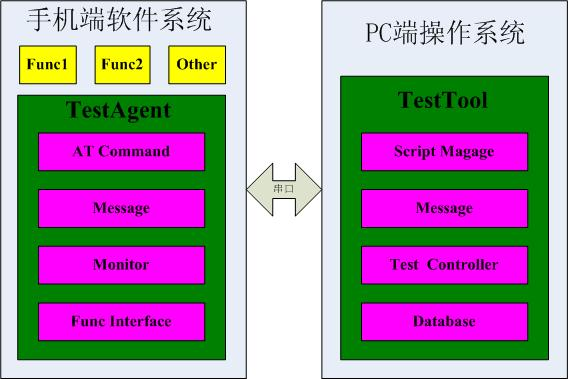 手机端软件系统
Func1 Func2 Other
TestAgent
AT Command
Message
Monitor
Func Interface
串口
PC端操作系统
TestTool
Script Magage
Message
Test Controller
Database